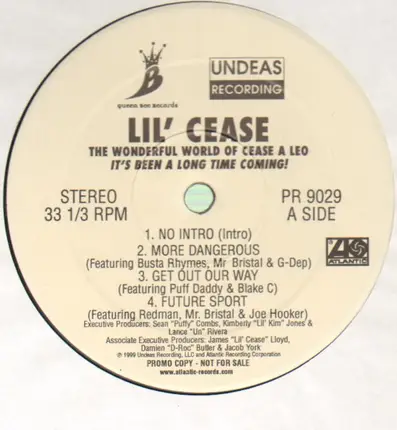 B
queen bee records
UNDEAS
RECORDING
LIL' CEASE
THE WONDERFUL WORLD OF CEASE A LEO
IT'S BEEN A LONG TIME COMING!
STEREO
33 1/3 RPM
PR 9029
A SIDE
1. NO INTRO (Intro)
2. MORE DANGEROUS
(Featuring Busta Rhymes, Mr Bristal & G-Dep)
3. GET OUT OUR WAY
(Featuring Puff Daddy & Blake C)
4. FUTURE SPORT
(Featuring Redman, Mr. Bristal & Joe Hooker)
ATLANTIC
Executive Producers: Sean "Puffy" Combs, Kimberly "Lil' Kim" Jones &
Lance "Un" Rivera
Associate Executive Producers: James "Lil' Cease" Lloyd,
Damien "D-Roc" Butler & Jacob York
℗ 1999 Undeas Recording, LLC and Atlantic Recording Corporation
PROMO COPY - NOT FOR SALE
www.atlantic-records.com